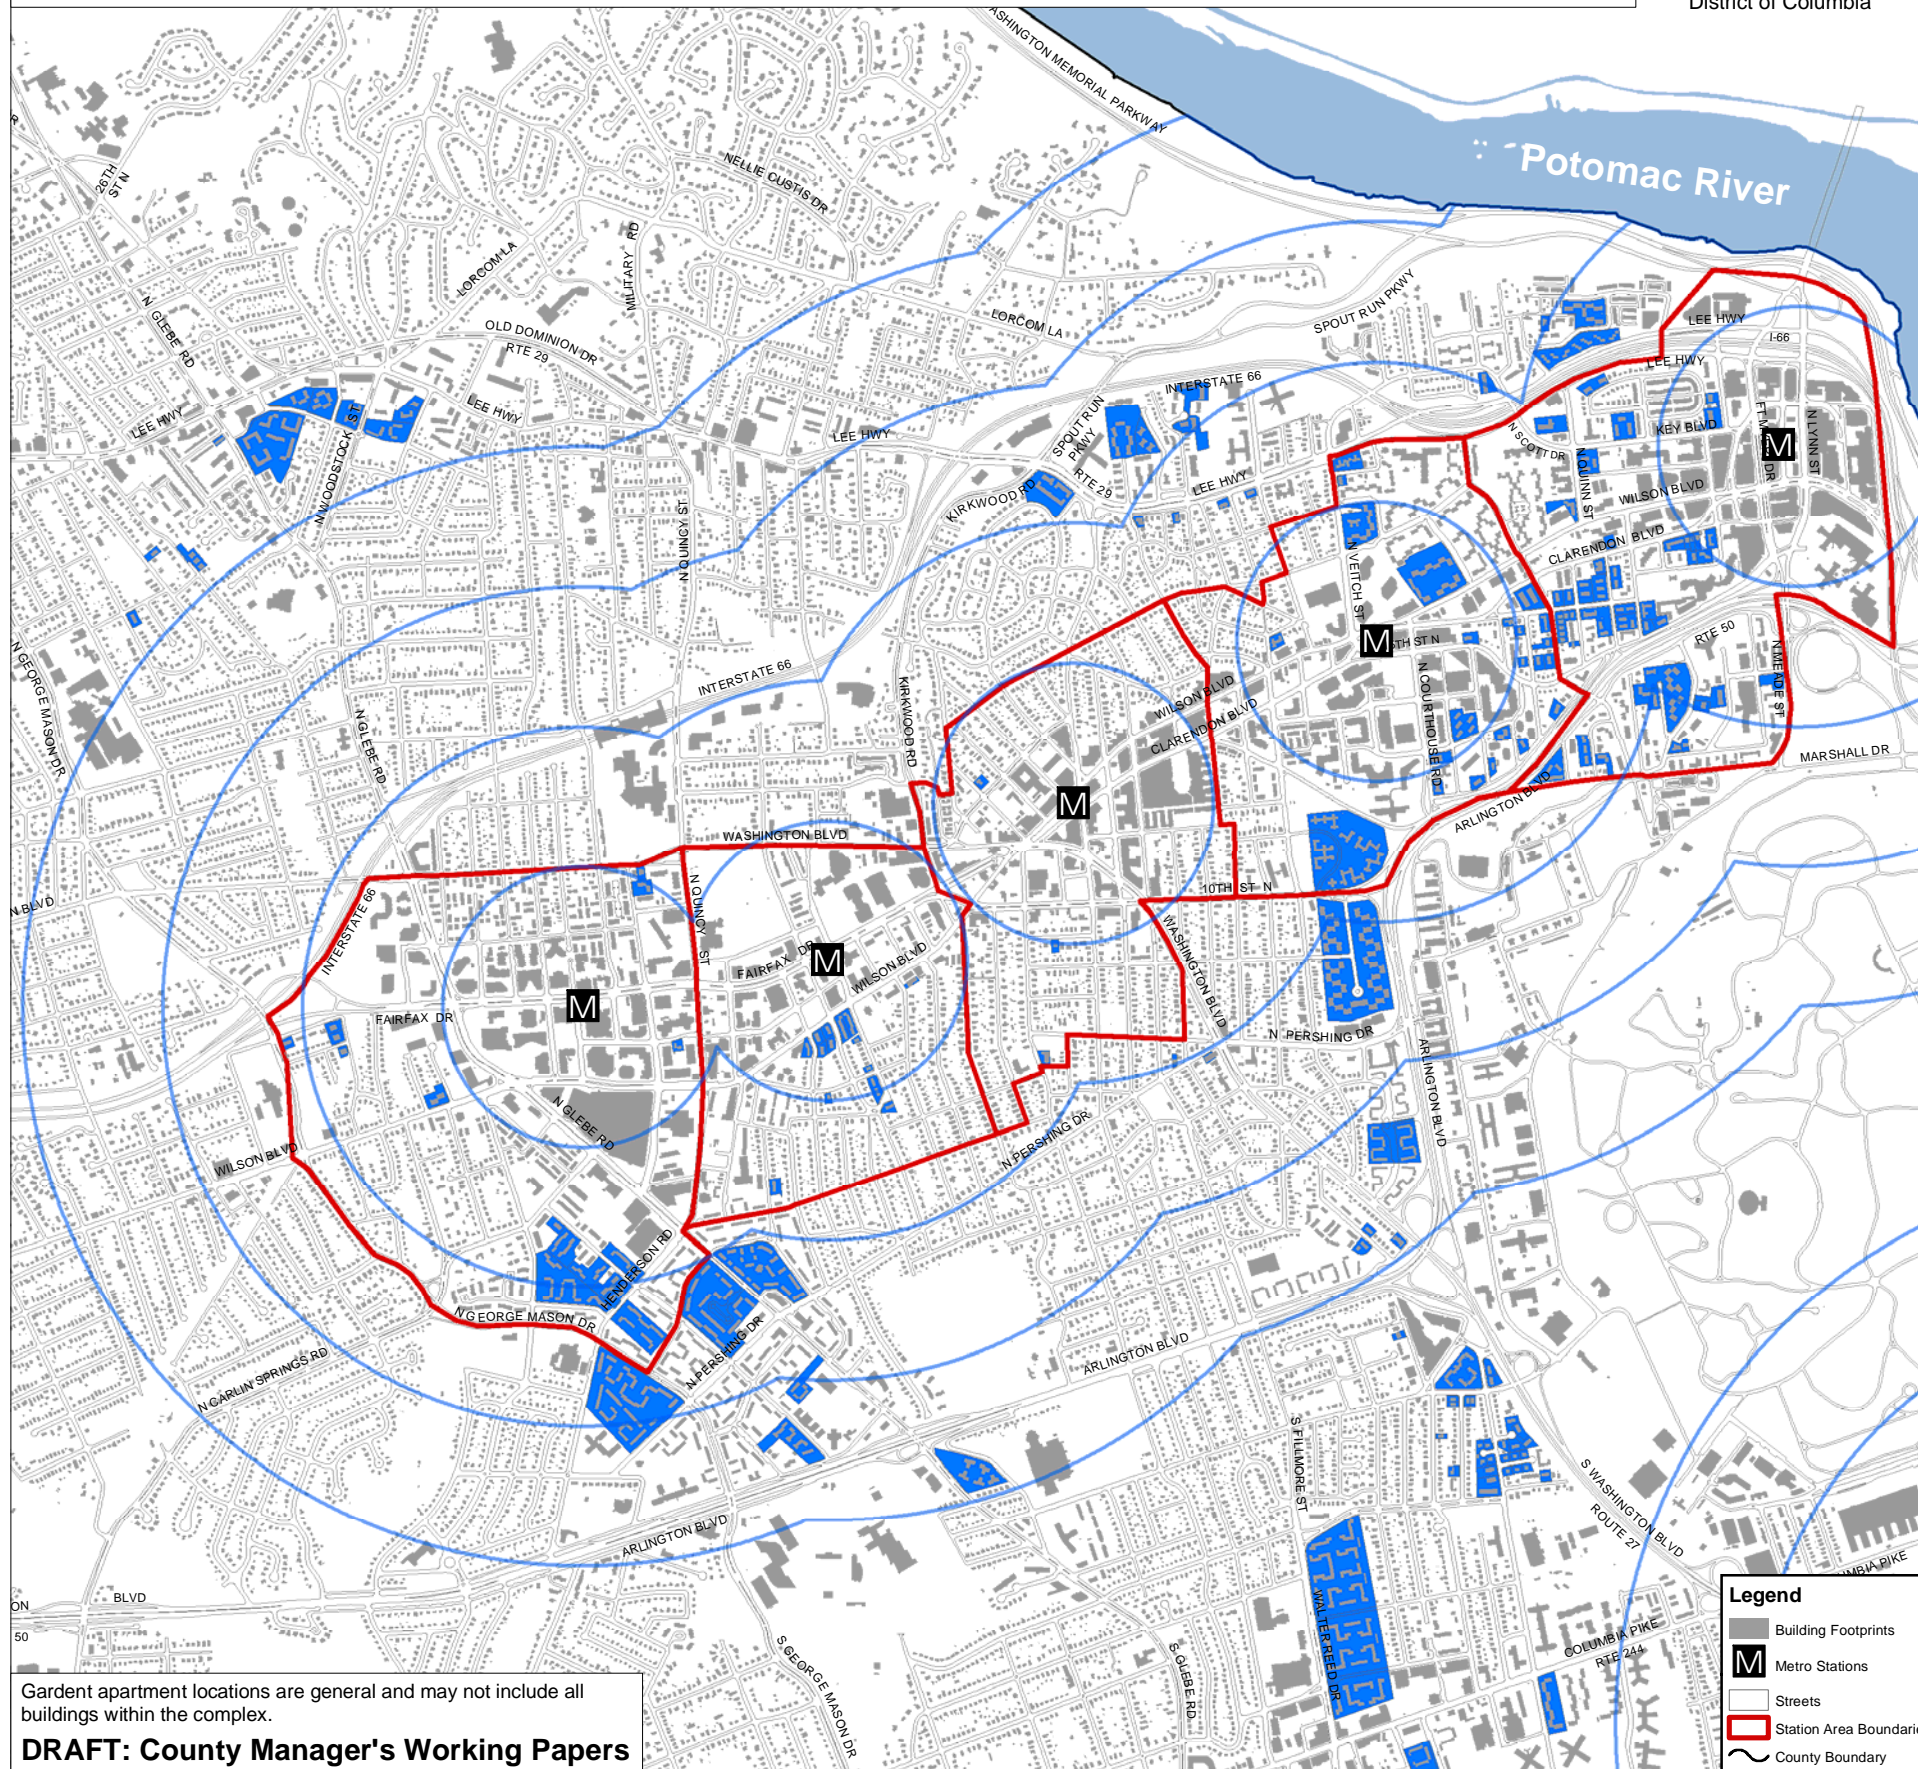 District of Columbia
WASHINGTON MEMORIAL PARKWAY
Potomac River
26TH
ST N
NELLIE CUSTIS DR
LORCOM LA
MILITARY RD
N GLEBE RD
OLD DOMINION DR
RTE 29
LORCOM LA
SPOUT RUN PKWY
LEE HWY
I-66
LEE HWY
INTERSTATE 66
LEE HWY
LEE HWY
LEE HWY
SPOUT RUN
PKWY
RTE 29
KIRKWOOD RD
LEE HWY
N WOODSTOCK ST
N QUINCY ST
N SCOTT DR
N QUINN ST
KEY BLVD
M
N LYNN ST
WILSON BLVD
CLARENDON BLVD
N VEITCH ST
M
N COURTHOUSE RD
RTE 50
N MEADE ST
MARSHALL DR
N GEORGE MASON DR
N GLEBE RD
INTERSTATE 66
KIRKWOOD RD
WILSON BLVD
CLARENDON BLVD
M
ARLINGTON BLVD
WASHINGTON BLVD
10TH ST N
N BLVD
INTERSTATE 66
N QUINCY ST
FAIRFAX DR
M
WILSON BLVD
WASHINGTON BLVD
M
FAIRFAX DR
N PERSHING DR
ARLINGTON BLVD
N GLEBE RD
WILSON BLVD
N PERSHING DR
HENDERSON RD
N GEORGE MASON DR
N PERSHING DR
N CARLIN SPRINGS RD
ARLINGTON BLVD
S FILLMORE ST
S WASHINGTON BLVD
ROUTE 27
ARLINGTON BLVD
BLVD
ON
50
WALTER REED DR
COLUMBIA PIKE
RTE 244
S GEORGE MASON DR
S GLEBE RD
UMBIA PIKE
Legend
Building Footprints
M Metro Stations
Streets
Station Area Boundarie
County Boundary
Gardent apartment locations are general and may not include all
buildings within the complex.
DRAFT: County Manager's Working Papers